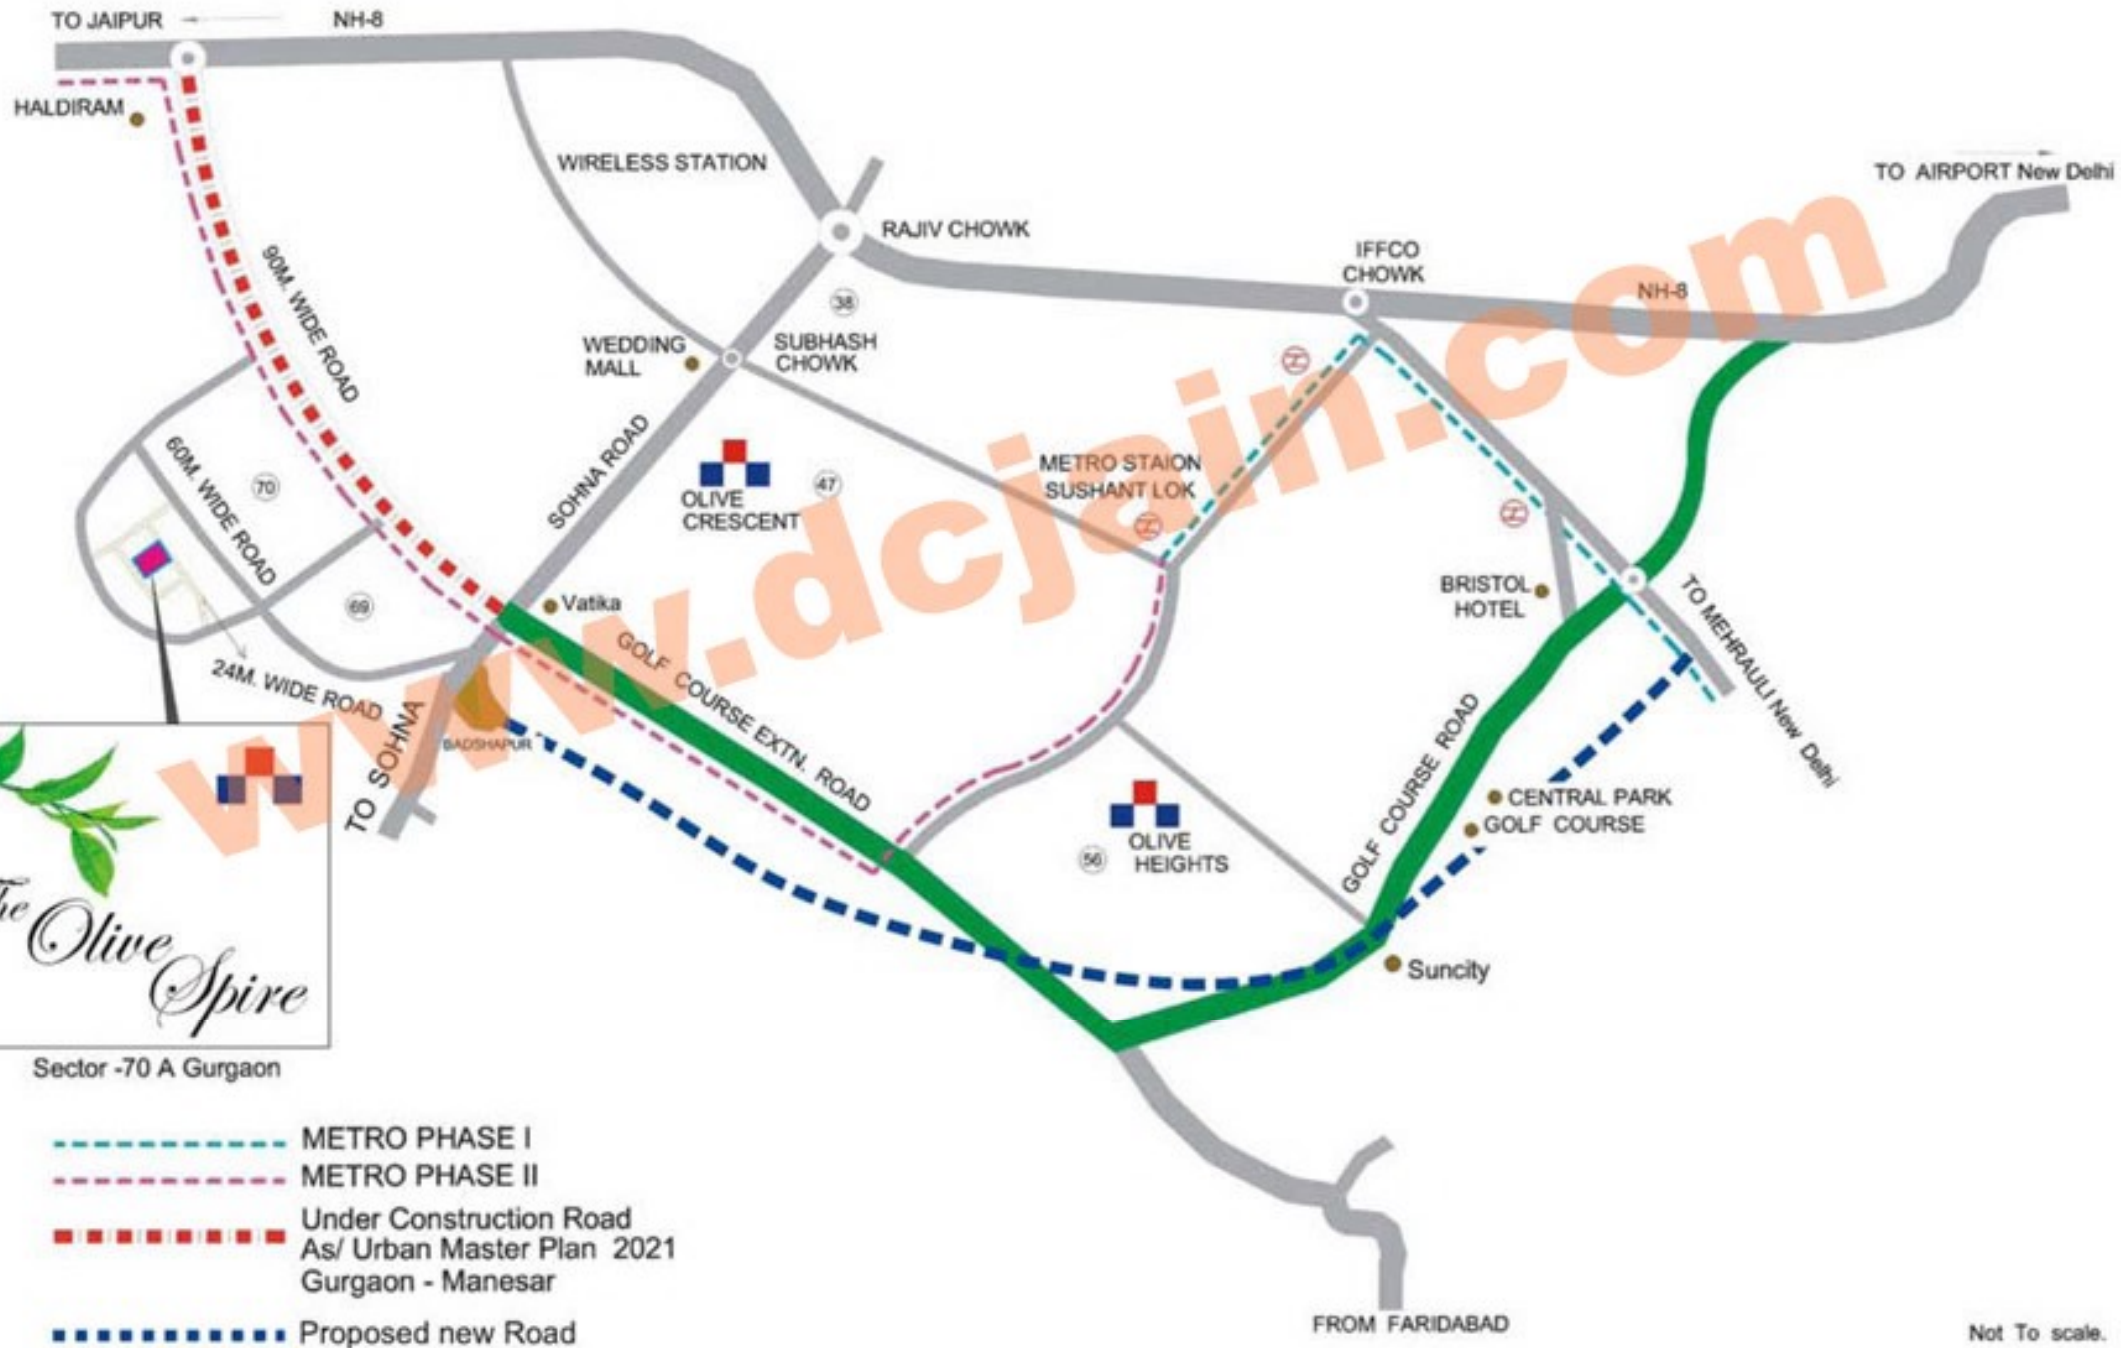 TO JAIPUR
NH-8
HALDIRAM
WIRELESS STATION
TO AIRPORT New Delhi
RAJIV CHOWK
IFFCO
CHOWK
NH-8
90M. WIDE ROAD
38
WEDDING
MALL
SUBHASH
CHOWK
SOHNA ROAD
60M. WIDE ROAD
70
OLIVE
CRESCENT
47
METRO STAION
SUSHANT LOK
69
Vatika
BRISTOL
HOTEL
TO MEHRAULI New Delhi
24M. WIDE ROAD
GOLF COURSE EXTN. ROAD
TO SOHNA
BADSHAPUR
GOLF COURSE ROAD
OLIVE
HEIGHTS
56
CENTRAL PARK
GOLF COURSE
Suncity
www.dcjain.com
Olive
Spire
Sector -70 A Gurgaon
METRO PHASE I
METRO PHASE II
Under Construction Road
As/ Urban Master Plan 2021
Gurgaon - Manesar
Proposed new Road
FROM FARIDABAD
Not To scale.